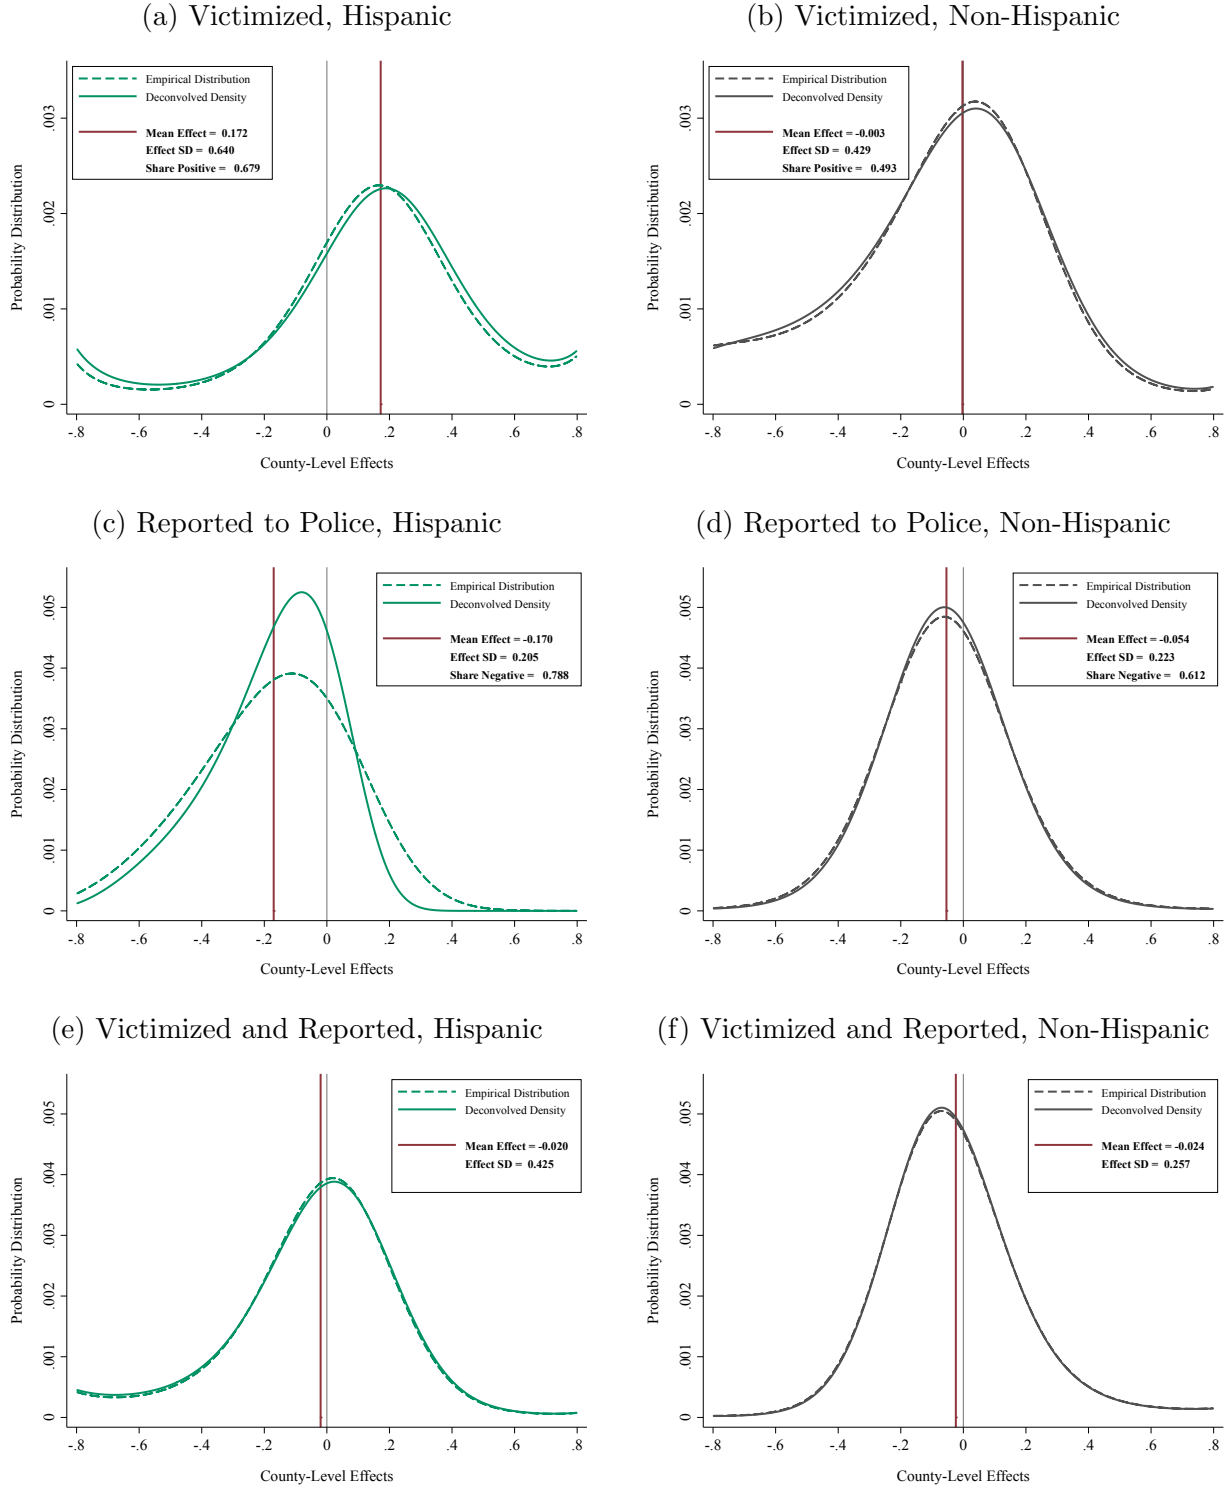 (a) Victimized, Hispanic
Empirical Distribution
Deconvolved Density
Mean Effect = 0.172
Effect SD = 0.640
Share Positive = 0.679
Probability Distribution
0
.001
.002
.003
-.8 -.6 -.4 -.2 0 .2 .4 .6 .8
County-Level Effects
(b) Victimized, Non-Hispanic
Empirical Distribution
Deconvolved Density
Mean Effect = -0.003
Effect SD = 0.429
Share Positive = 0.493
Probability Distribution
0
.001
.002
.003
-.8 -.6 -.4 -.2 0 .2 .4 .6 .8
County-Level Effects
(c) Reported to Police, Hispanic
Empirical Distribution
Deconvolved Density
Mean Effect = -0.170
Effect SD = 0.205
Share Negative = 0.788
Probability Distribution
0
.001
.002
.003
.004
.005
-.8 -.6 -.4 -.2 0 .2 .4 .6 .8
County-Level Effects
(d) Reported to Police, Non-Hispanic
Empirical Distribution
Deconvolved Density
Mean Effect = -0.054
Effect SD = 0.223
Share Negative = 0.612
Probability Distribution
0
.001
.002
.003
.004
.005
-.8 -.6 -.4 -.2 0 .2 .4 .6 .8
County-Level Effects
(e) Victimized and Reported, Hispanic
Empirical Distribution
Deconvolved Density
Mean Effect = -0.020
Effect SD = 0.425
Probability Distribution
0
.001
.002
.003
.004
.005
-.8 -.6 -.4 -.2 0 .2 .4 .6 .8
County-Level Effects
(f) Victimized and Reported, Non-Hispanic
Empirical Distribution
Deconvolved Density
Mean Effect = -0.024
Effect SD = 0.257
Probability Distribution
0
.001
.002
.003
.004
.005
-.8 -.6 -.4 -.2 0 .2 .4 .6 .8
County-Level Effects